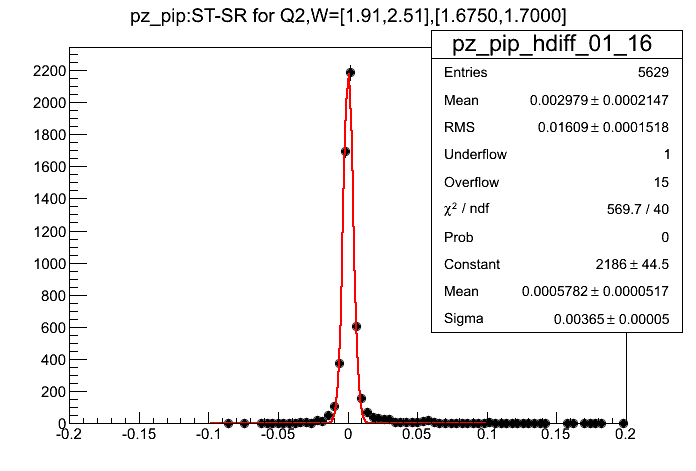 pz_pip:ST-SR for Q2,W=[1.91,2.51],[1.6750,1.7000]
pz_pip_hdiff_01_16
Entries 5629
Mean 0.002979 ± 0.0002147
RMS 0.01609 ± 0.0001518
Underflow 1
Overflow 15
χ² / ndf 569.7 / 40
Prob 0
Constant 2186 ± 44.5
Mean 0.0005782 ± 0.0000517
Sigma 0.00365 ± 0.00005
2200
2000
1800
1600
1400
1200
1000
800
600
400
200
0
-0.2 -0.15 -0.1 -0.05 0 0.05 0.1 0.15 0.2